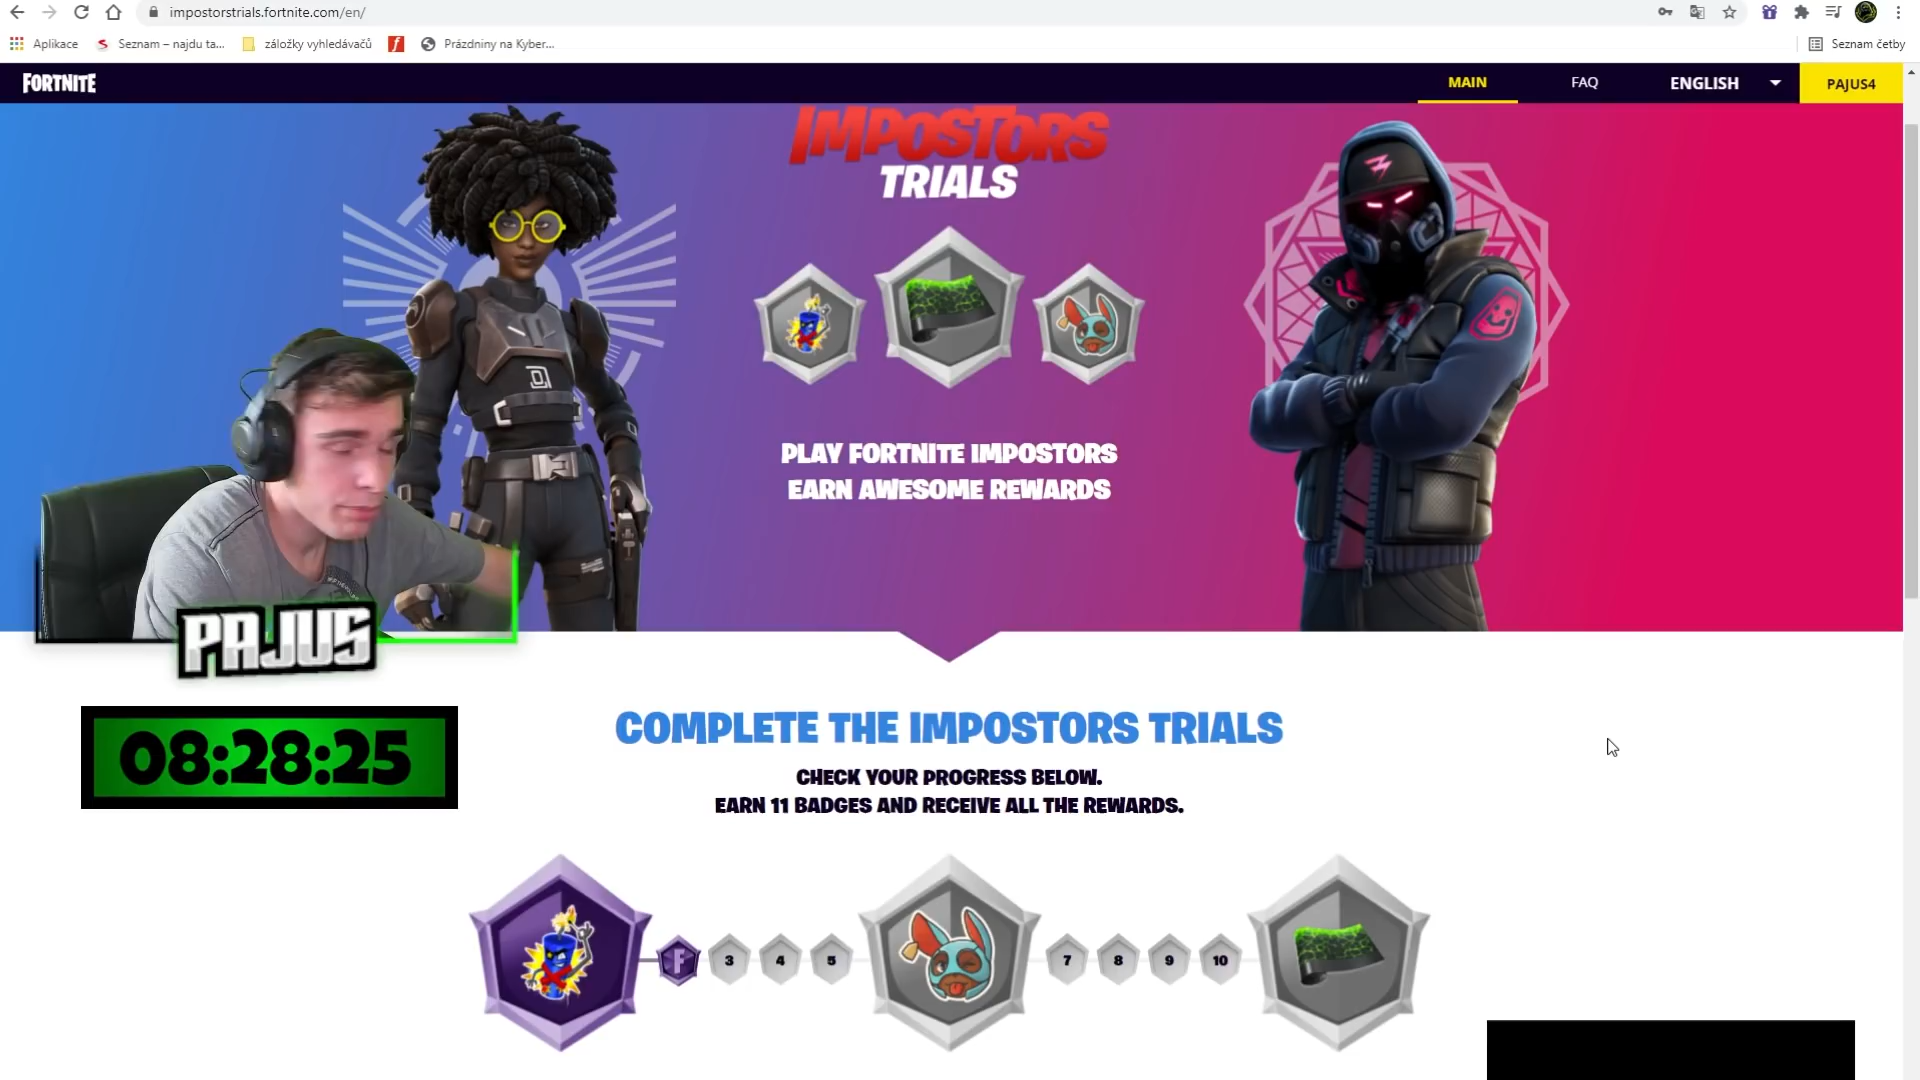 impostorstrials.fortnite.com/en/
Aplikace
Seznam – najdu ta...
záložky vyhledávačů
Prázdniny na Kyber...
Seznam četby
FORTNITE
MAIN
FAQ
ENGLISH
PAJUS4
IMPOSTORS
TRIALS
PLAY FORTNITE IMPOSTORS
EARN AWESOME REWARDS
PAJUS
08:28:25
COMPLETE THE IMPOSTORS TRIALS
CHECK YOUR PROGRESS BELOW.
EARN 11 BADGES AND RECEIVE ALL THE REWARDS.
F 3 4 5 7 8 9 10